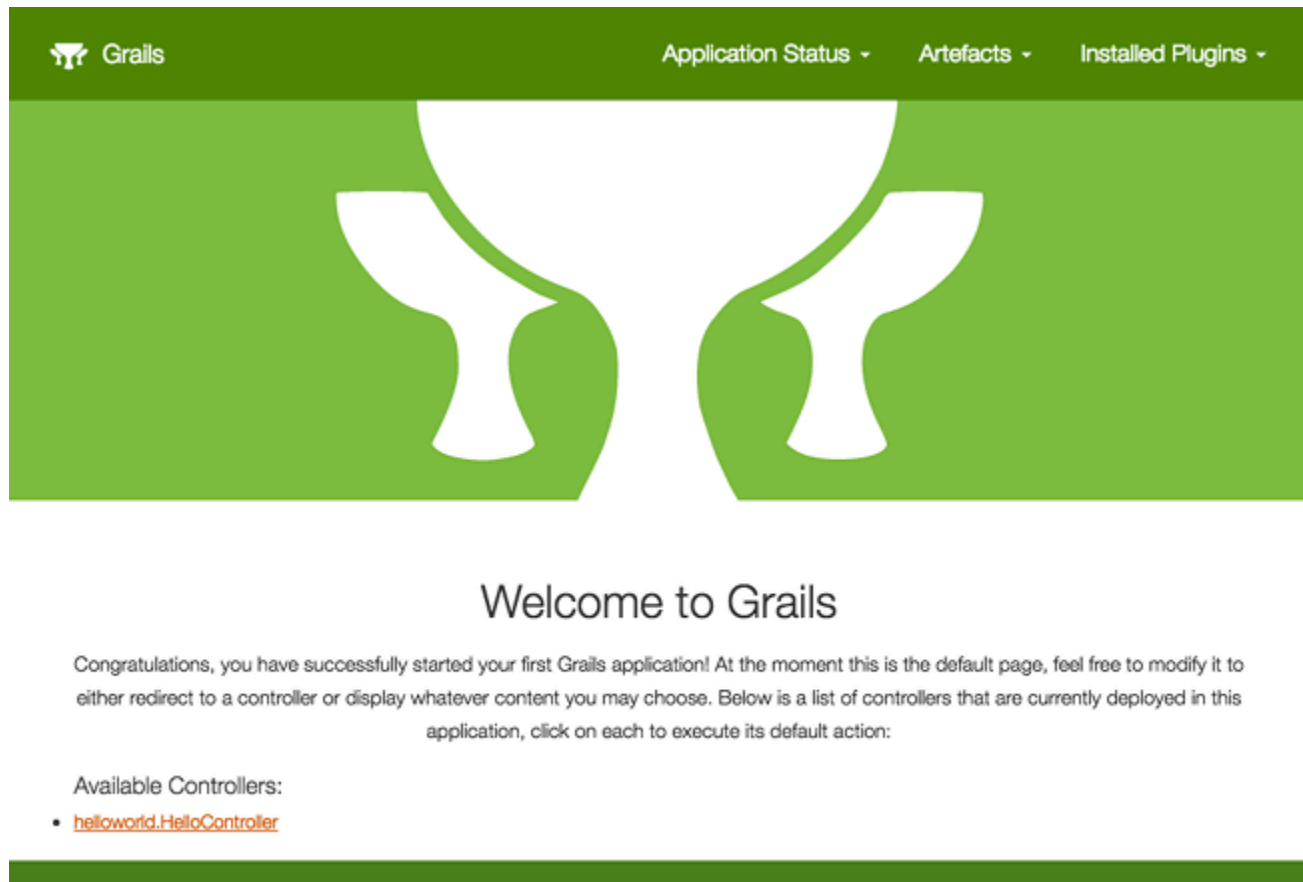 Grails
Application Status
Artefacts
Installed Plugins
Welcome to Grails
Congratulations, you have successfully started your first Grails application! At the moment this is the default page, feel free to modify it to
either redirect to a controller or display whatever content you may choose. Below is a list of controllers that are currently deployed in this
application, click on each to execute its default action:
Available Controllers:
helloworld.HelloController